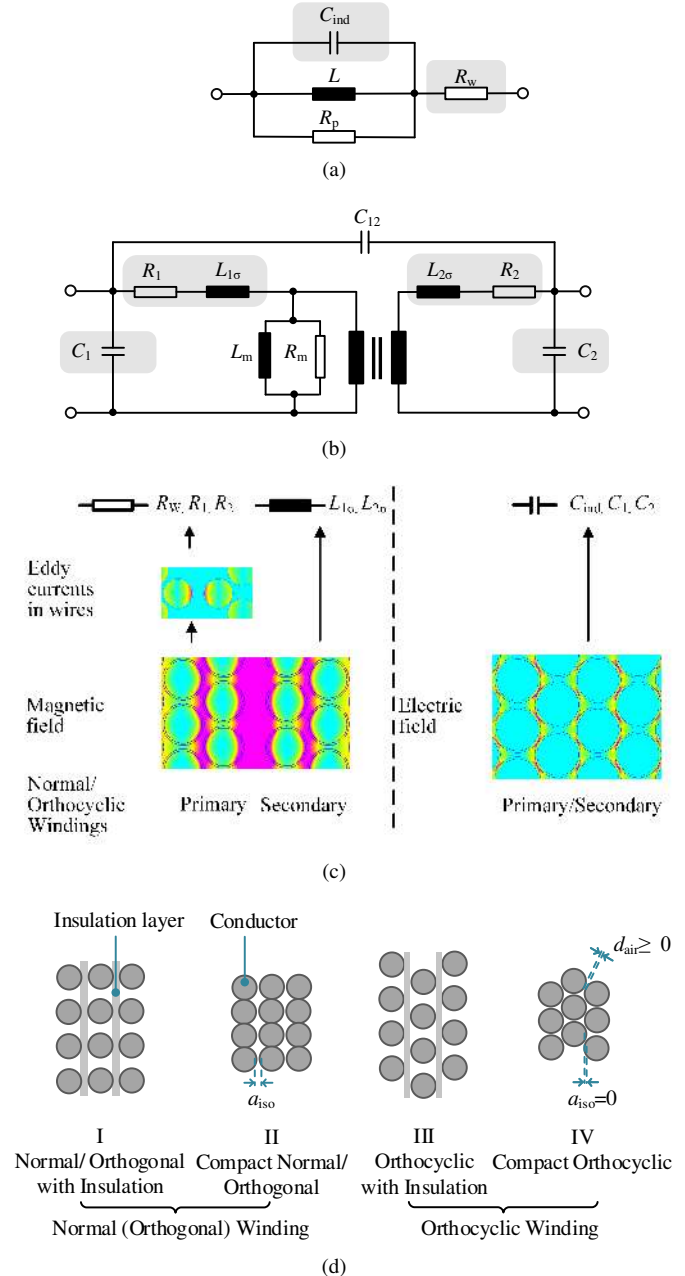 C_ind
L
R_w
R_p
(a)
C_12
R_1 L_1σ L_2σ R_2
C_1 L_m R_m C_2
(b)
R_W, R_1, R_2 L_1σ, L_2σ C_ind, C_1, C_2
Eddy
currents
in wires
Magnetic
field
Electric
field
Normal/
Orthocyclic
Windings
Primary Secondary Primary/Secondary
(c)
Insulation layer Conductor
d_air ≥ 0
a_iso a_iso=0
I II III IV
Normal/ Orthogonal Compact Normal/ Orthocyclic Compact Orthocyclic
with Insulation Orthogonal with Insulation
Normal (Orthogonal) Winding Orthocyclic Winding
(d)